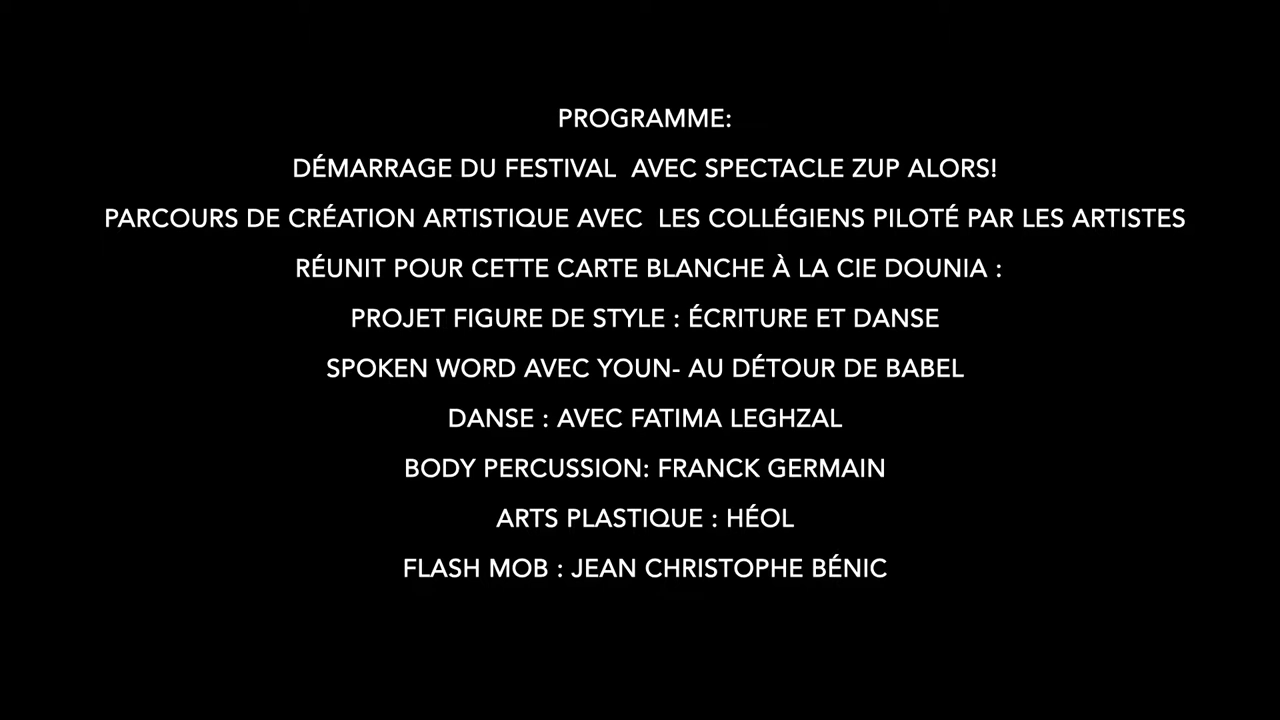 PROGRAMME:
DÉMARRAGE DU FESTIVAL  AVEC SPECTACLE ZUP ALORS!
PARCOURS DE CRÉATION ARTISTIQUE AVEC  LES COLLÉGIENS PILOTÉ PAR LES ARTISTES
RÉUNIT POUR CETTE CARTE BLANCHE À LA CIE DOUNIA :
PROJET FIGURE DE STYLE : ÉCRITURE ET DANSE
SPOKEN WORD AVEC YOUN- AU DÉTOUR DE BABEL
DANSE : AVEC FATIMA LEGHZAL
BODY PERCUSSION: FRANCK GERMAIN
ARTS PLASTIQUE : HÉOL
FLASH MOB : JEAN CHRISTOPHE BÉNIC